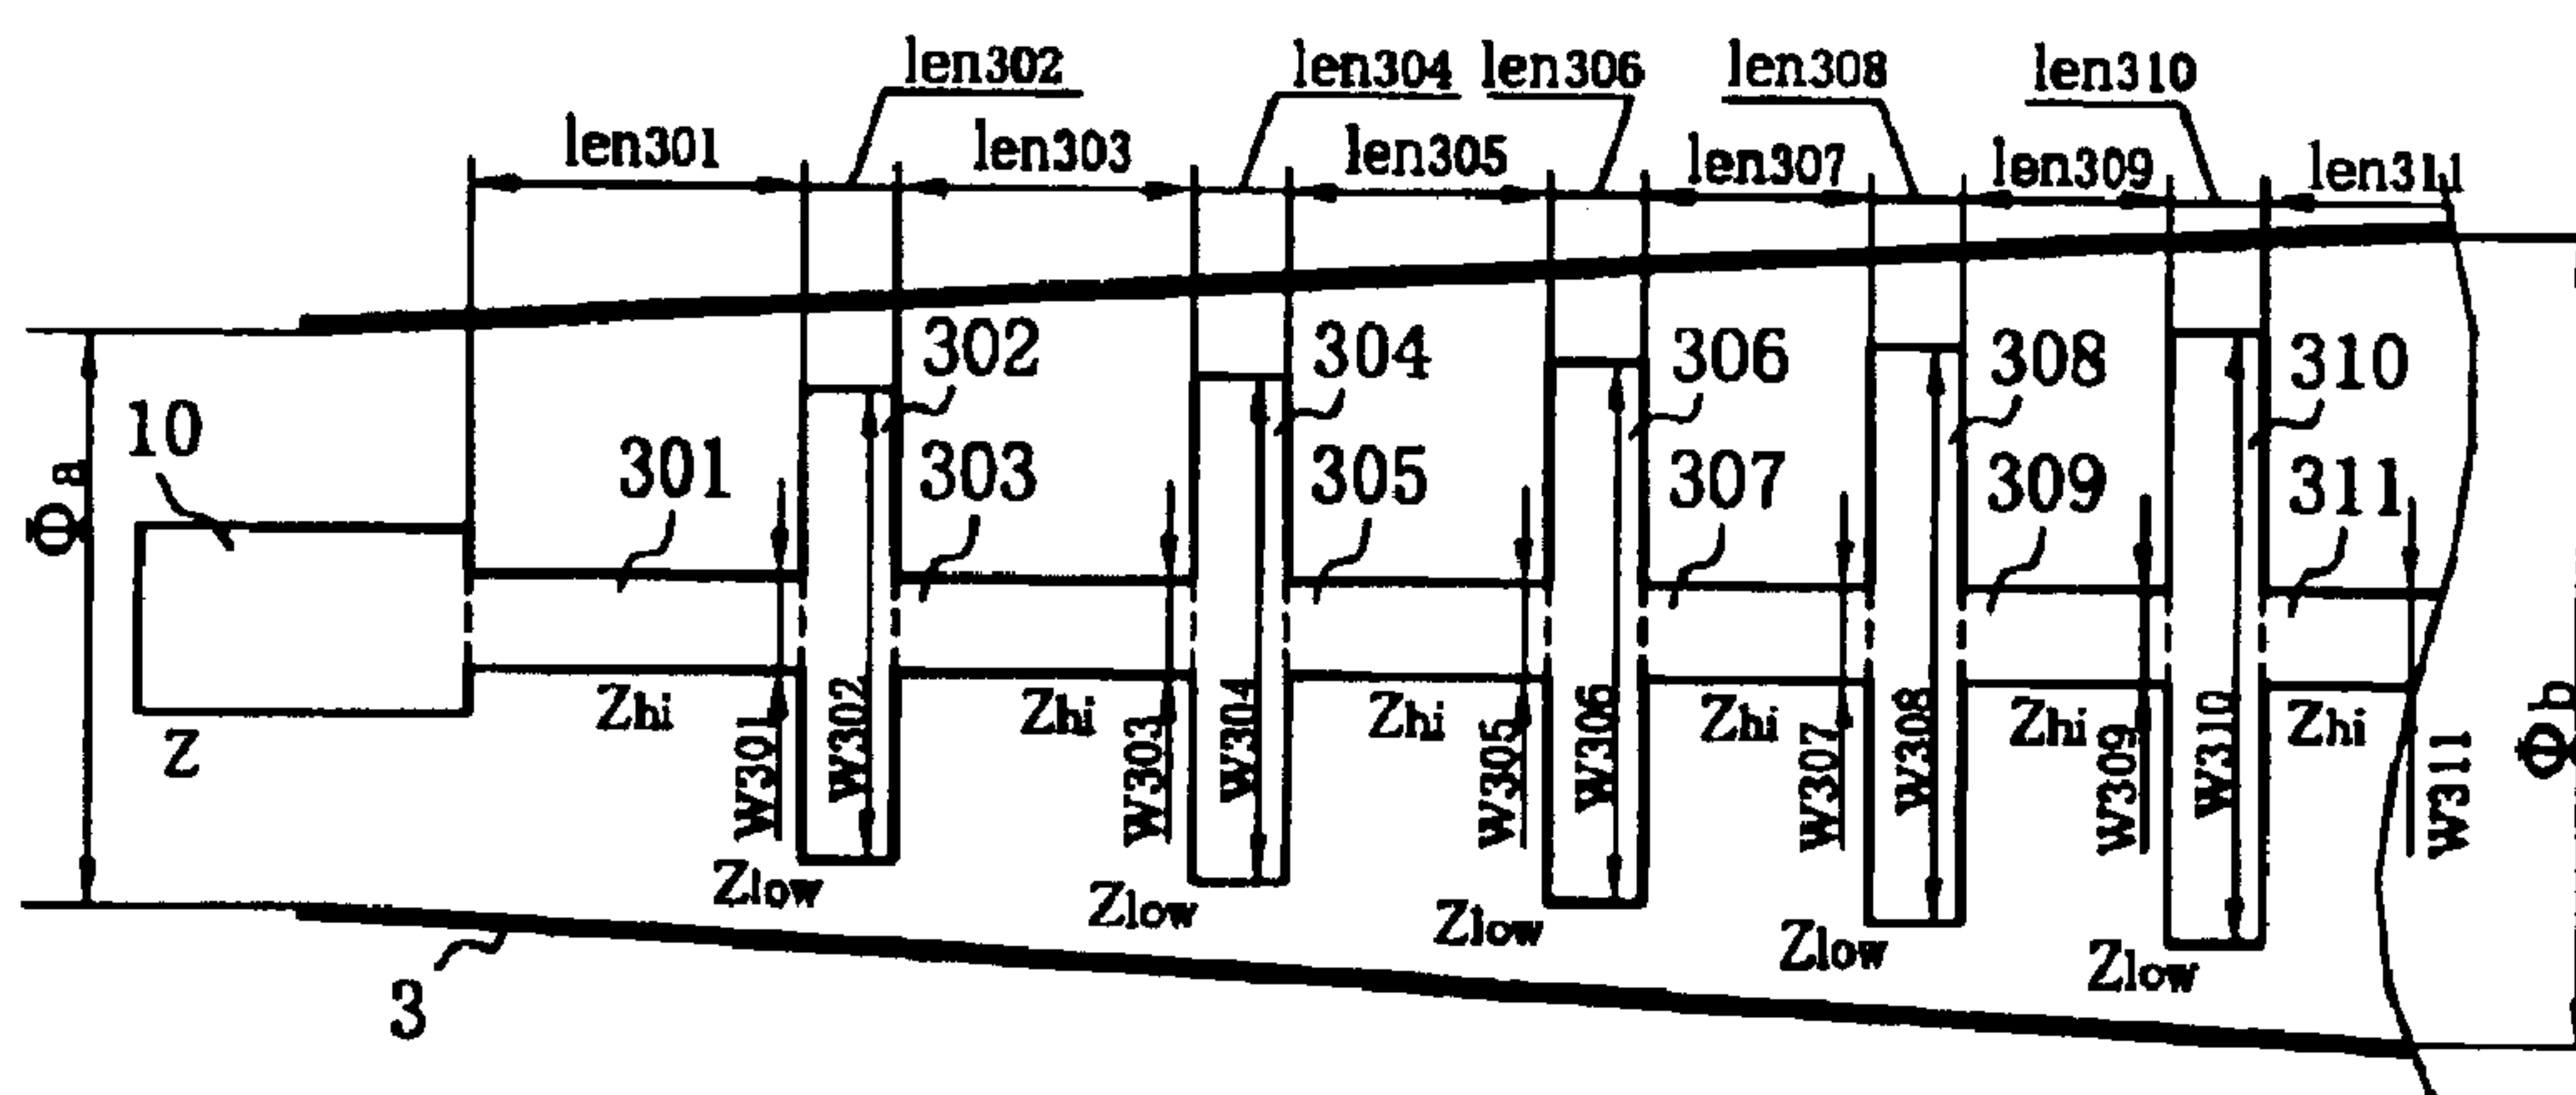 len302 len304 len306 len308 len310
len301 len303 len305 len307 len309 len311
302 304 306 308 310
10 301 303 305 307 309 311
Φa
Z Zhi Zhi Zhi Zhi Zhi Zhi
W301 W302 W303 W304 W305 W306 W307 W308 W309 W310 W311
Φb
Zlow Zlow Zlow Zlow Zlow
3